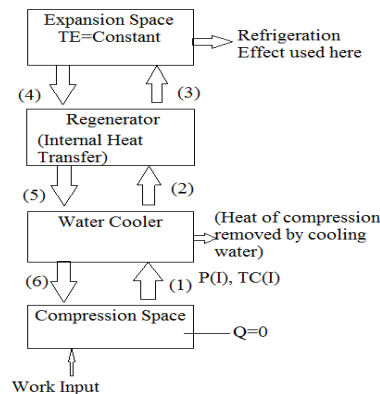 Expansion Space
TE=Constant
Refrigeration
Effect used here
(4)
(3)
Regenerator
(Internal Heat
Transfer)
(5)
(2)
Water Cooler
(Heat of compression
removed by cooling
water)
(6)
(1) P(I), TC(I)
Compression Space
Q=0
Work Input